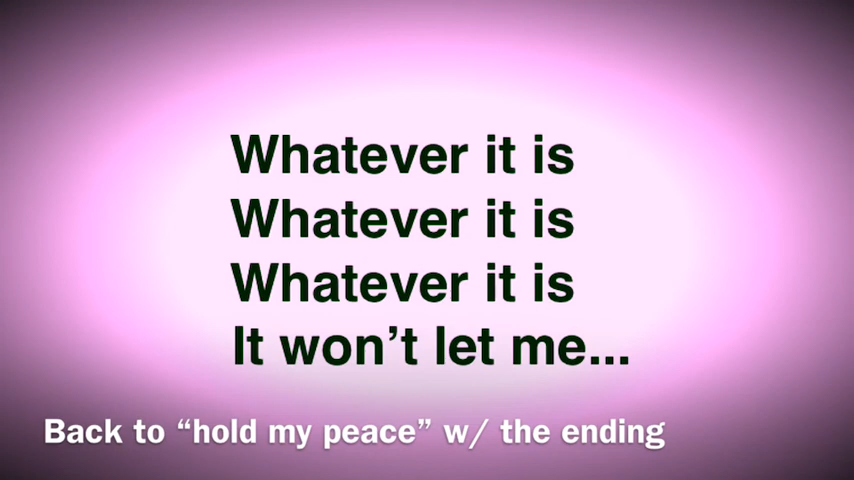 Whatever it is
Whatever it is
Whatever it is
It won’t let me...
Back to “hold my peace” w/ the ending